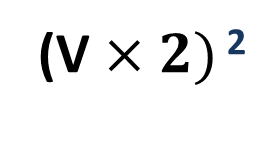 (V × 2)²